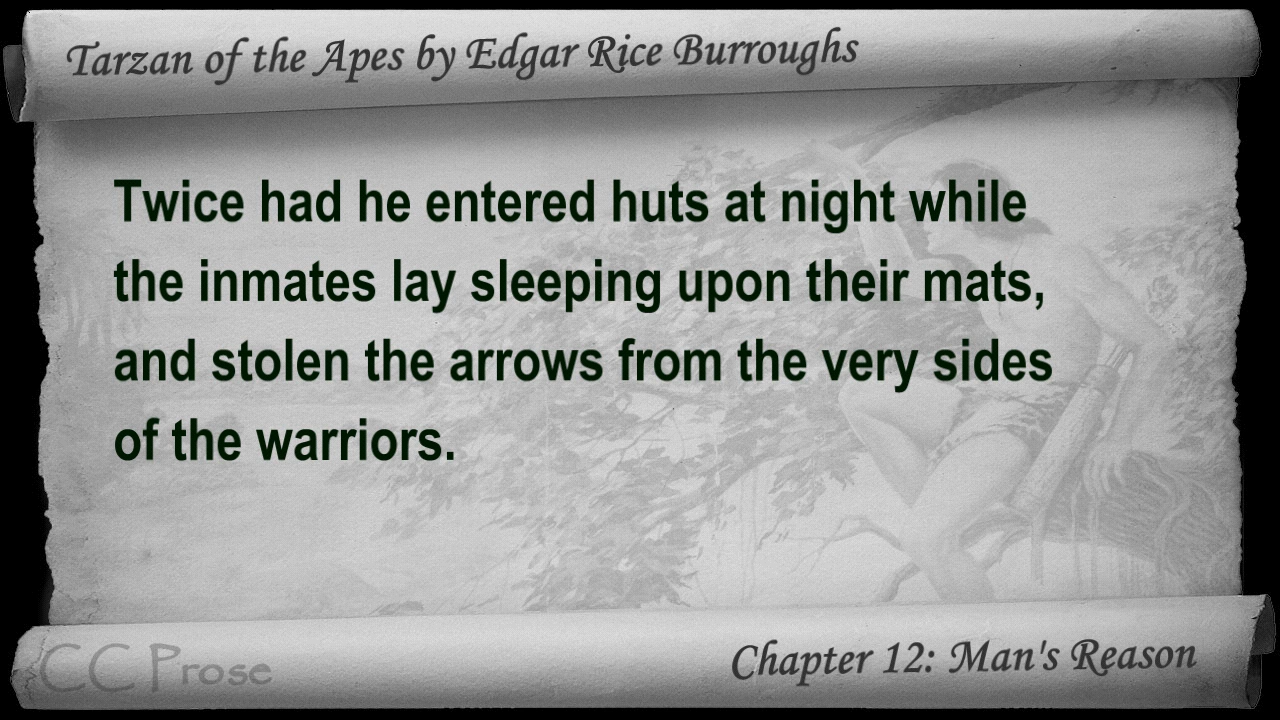 Tarzan of the Apes by Edgar Rice Burroughs
Twice had he entered huts at night while
the inmates lay sleeping upon their mats,
and stolen the arrows from the very sides
of the warriors.
CC Prose
Chapter 12: Man's Reason